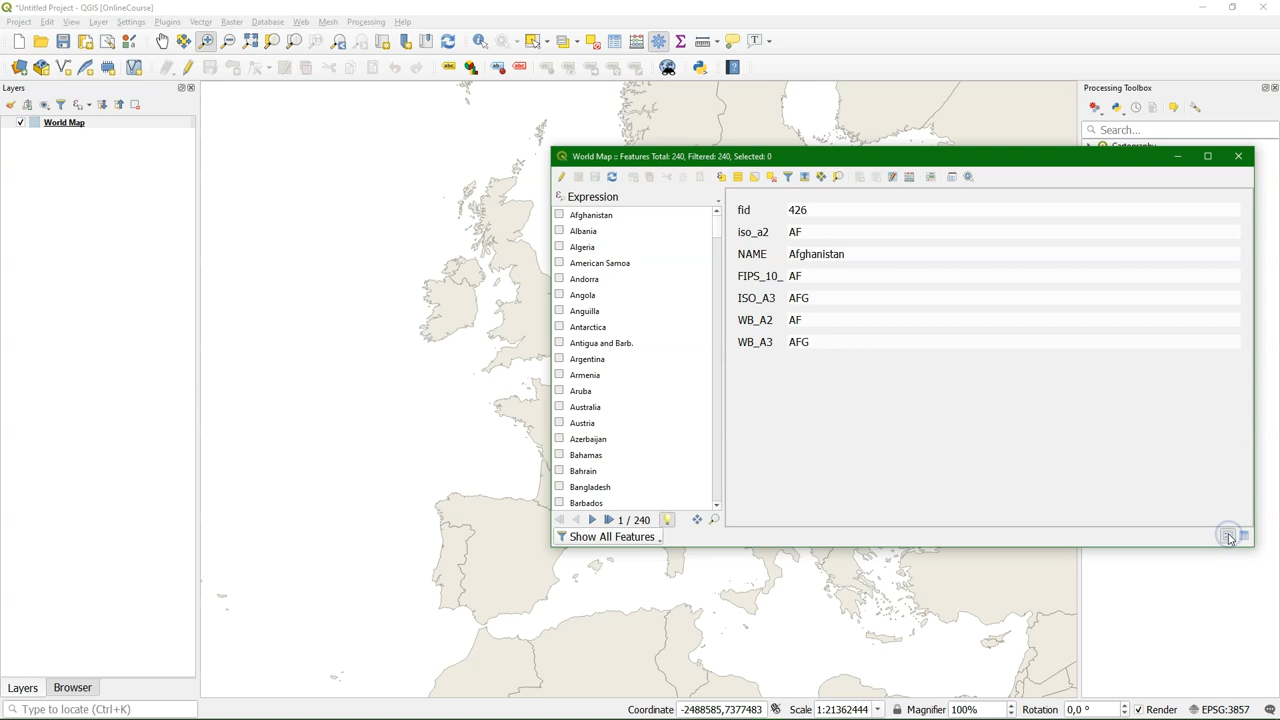 *Untitled Project - QGIS [OnlineCourse]
Project Edit View Layer Settings Plugins Vector Raster Database Web Mesh Processing Help
Layers
World Map
Processing Toolbox
Search...
World Map :: Features Total: 240, Filtered: 240, Selected: 0
Expression
Afghanistan
Albania
Algeria
American Samoa
Andorra
Angola
Anguilla
Antarctica
Antigua and Barb.
Argentina
Armenia
Aruba
Australia
Austria
Azerbaijan
Bahamas
Bahrain
Bangladesh
Barbados
fid 426
iso_a2 AF
NAME Afghanistan
FIPS_10_ AF
ISO_A3 AFG
WB_A2 AF
WB_A3 AFG
1 / 240
Show All Features
Layers Browser
Type to locate (Ctrl+K)
Coordinate -2488585,7377483 Scale 1:21362444 Magnifier 100% Rotation 0,0 ° Render EPSG:3857